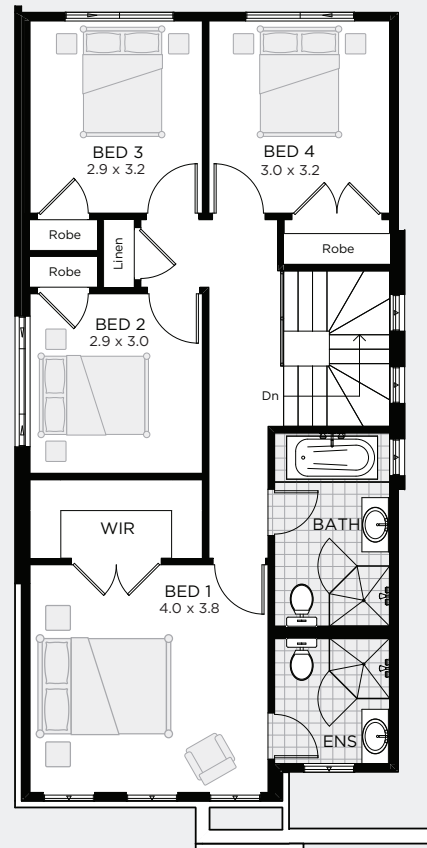 BED 3
2.9 x 3.2
BED 4
3.0 x 3.2
Robe
Linen
Robe
Robe
BED 2
2.9 x 3.0
Dn
WIR
BATH
BED 1
4.0 x 3.8
ENS